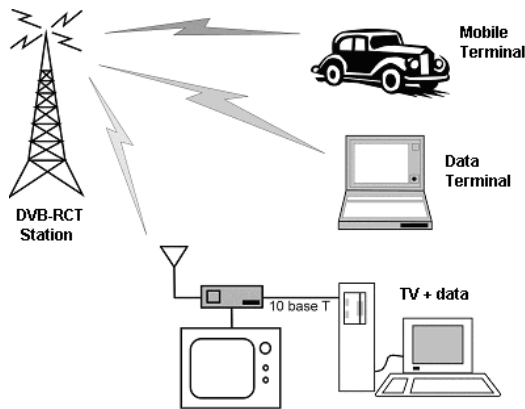 Mobile
Terminal
Data
Terminal
DVB-RCT
Station
10 base T
TV + data